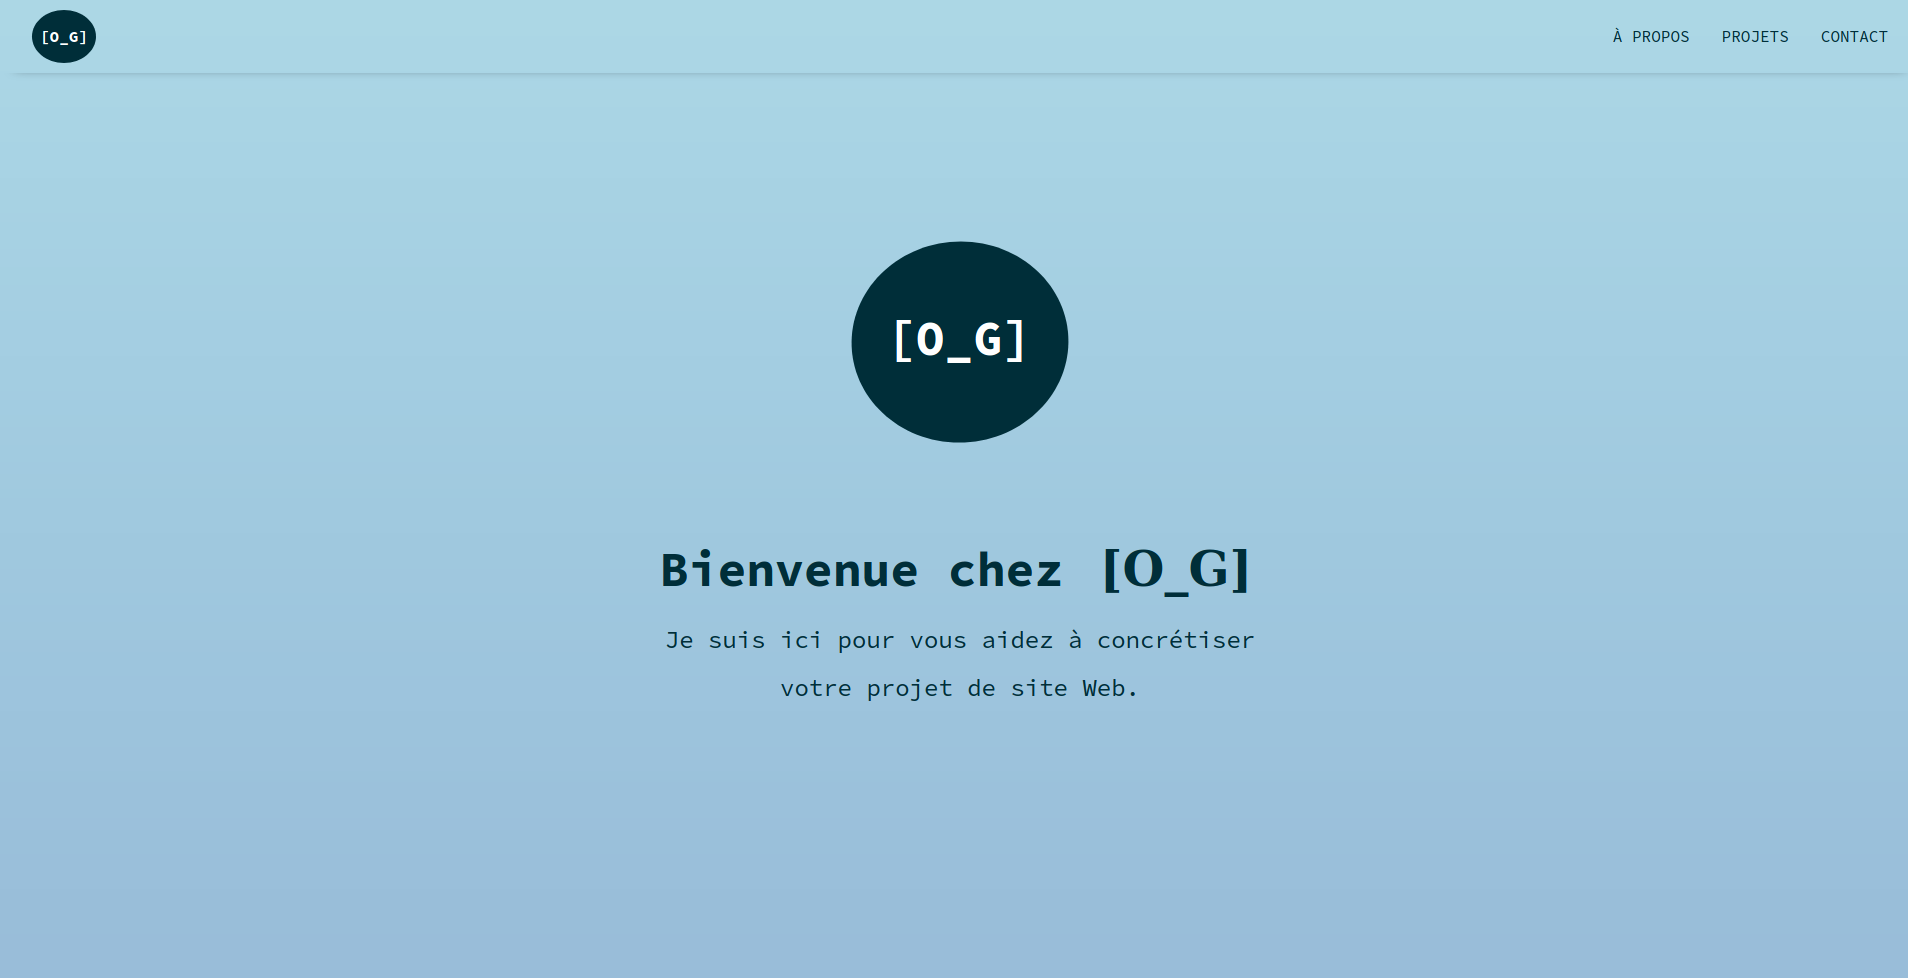 [O_G]
À PROPOS PROJETS CONTACT
[O_G]
Bienvenue chez [O_G]
Je suis ici pour vous aidez à concrétiser
votre projet de site Web.